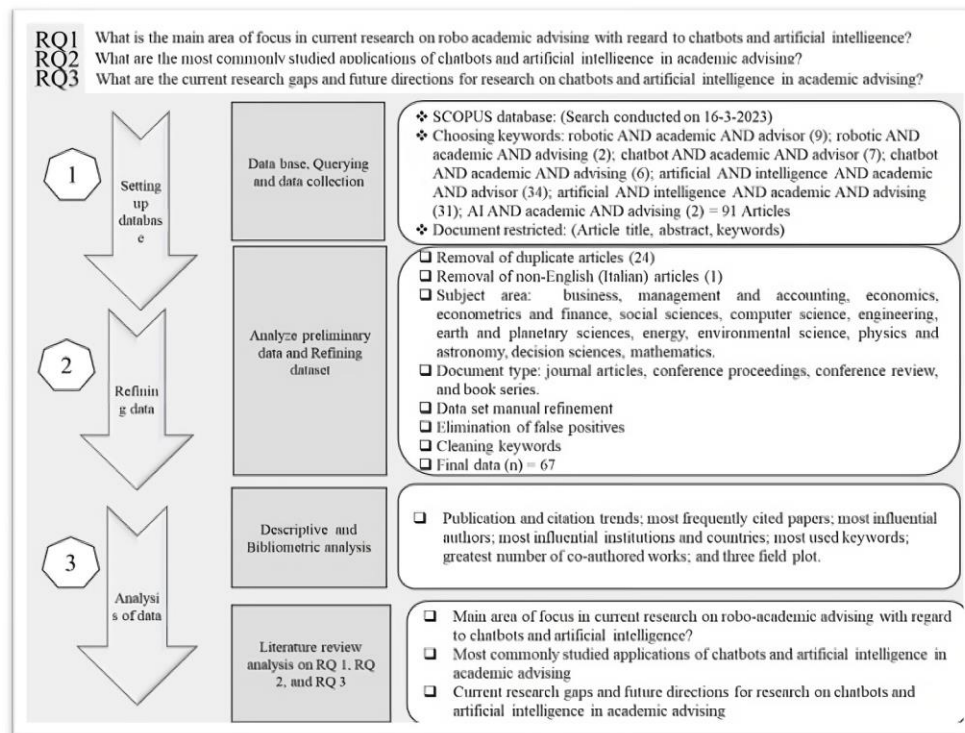 RQ1 What is the main area of focus in current research on robo academic advising with regard to chatbots and artificial intelligence?
RQ2 What are the most commonly studied applications of chatbots and artificial intelligence in academic advising?
RQ3 What are the current research gaps and future directions for research on chatbots and artificial intelligence in academic advising?
1
Setting
up
databas
e
Data base, Querying
and data collection
❖ SCOPUS database: (Search conducted on 16-3-2023)
❖ Choosing keywords: robotic AND academic AND advisor (9); robotic AND
academic AND advising (2); chatbot AND academic AND advisor (7); chatbot
AND academic AND advising (6); artificial AND intelligence AND academic
AND advisor (34); artificial AND intelligence AND academic AND advising
(31); AI AND academic AND advising (2) = 91 Articles
❖ Document restricted: (Article title, abstract, keywords)
2
Refinin
g data
Analyze preliminary
data and Refining
dataset
❑ Removal of duplicate articles (24)
❑ Removal of non-English (Italian) articles (1)
❑ Subject area: business, management and accounting, economics,
econometrics and finance, social sciences, computer science, engineering,
earth and planetary sciences, energy, environmental science, physics and
astronomy, decision sciences, mathematics.
❑ Document type: journal articles, conference proceedings, conference review,
and book series.
❑ Data set manual refinement
❑ Elimination of false positives
❑ Cleaning keywords
❑ Final data (n) = 67
3
Analysi
s of data
Descriptive and
Bibliometric analysis
❑ Publication and citation trends; most frequently cited papers; most influential
authors; most influential institutions and countries; most used keywords;
greatest number of co-authored works; and three field plot.
Literature review
analysis on RQ 1, RQ
2, and RQ 3
❑ Main area of focus in current research on robo-academic advising with regard
to chatbots and artificial intelligence?
❑ Most commonly studied applications of chatbots and artificial intelligence in
academic advising
❑ Current research gaps and future directions for research on chatbots and
artificial intelligence in academic advising